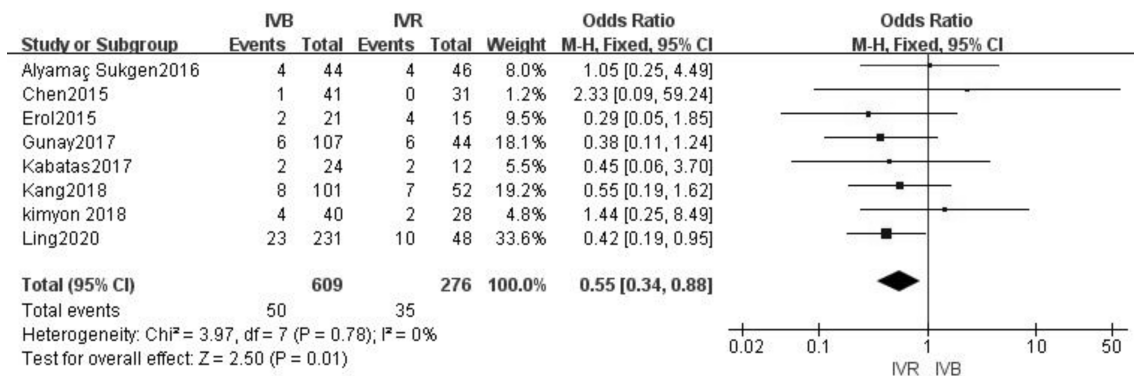 IVB IVR Odds Ratio Odds Ratio
Study or Subgroup Events Total Events Total Weight M-H, Fixed, 95% CI M-H, Fixed, 95% CI
Alyamaç Sukgen2016 4 44 4 46 8.0% 1.05 [0.25, 4.49]
Chen2015 1 41 0 31 1.2% 2.33 [0.09, 59.24]
Erol2015 2 21 4 15 9.5% 0.29 [0.05, 1.85]
Gunay2017 6 107 6 44 18.1% 0.38 [0.11, 1.24]
Kabatas2017 2 24 2 12 5.5% 0.45 [0.06, 3.70]
Kang2018 8 101 7 52 19.2% 0.55 [0.19, 1.62]
kimyon 2018 4 40 2 28 4.8% 1.44 [0.25, 8.49]
Ling2020 23 231 10 48 33.6% 0.42 [0.19, 0.95]
Total (95% CI) 609 276 100.0% 0.55 [0.34, 0.88]
Total events 50 35
Heterogeneity: Chi² = 3.97, df = 7 (P = 0.78); I² = 0%
Test for overall effect: Z = 2.50 (P = 0.01)
0.02 0.1 1 10 50
IVR IVB